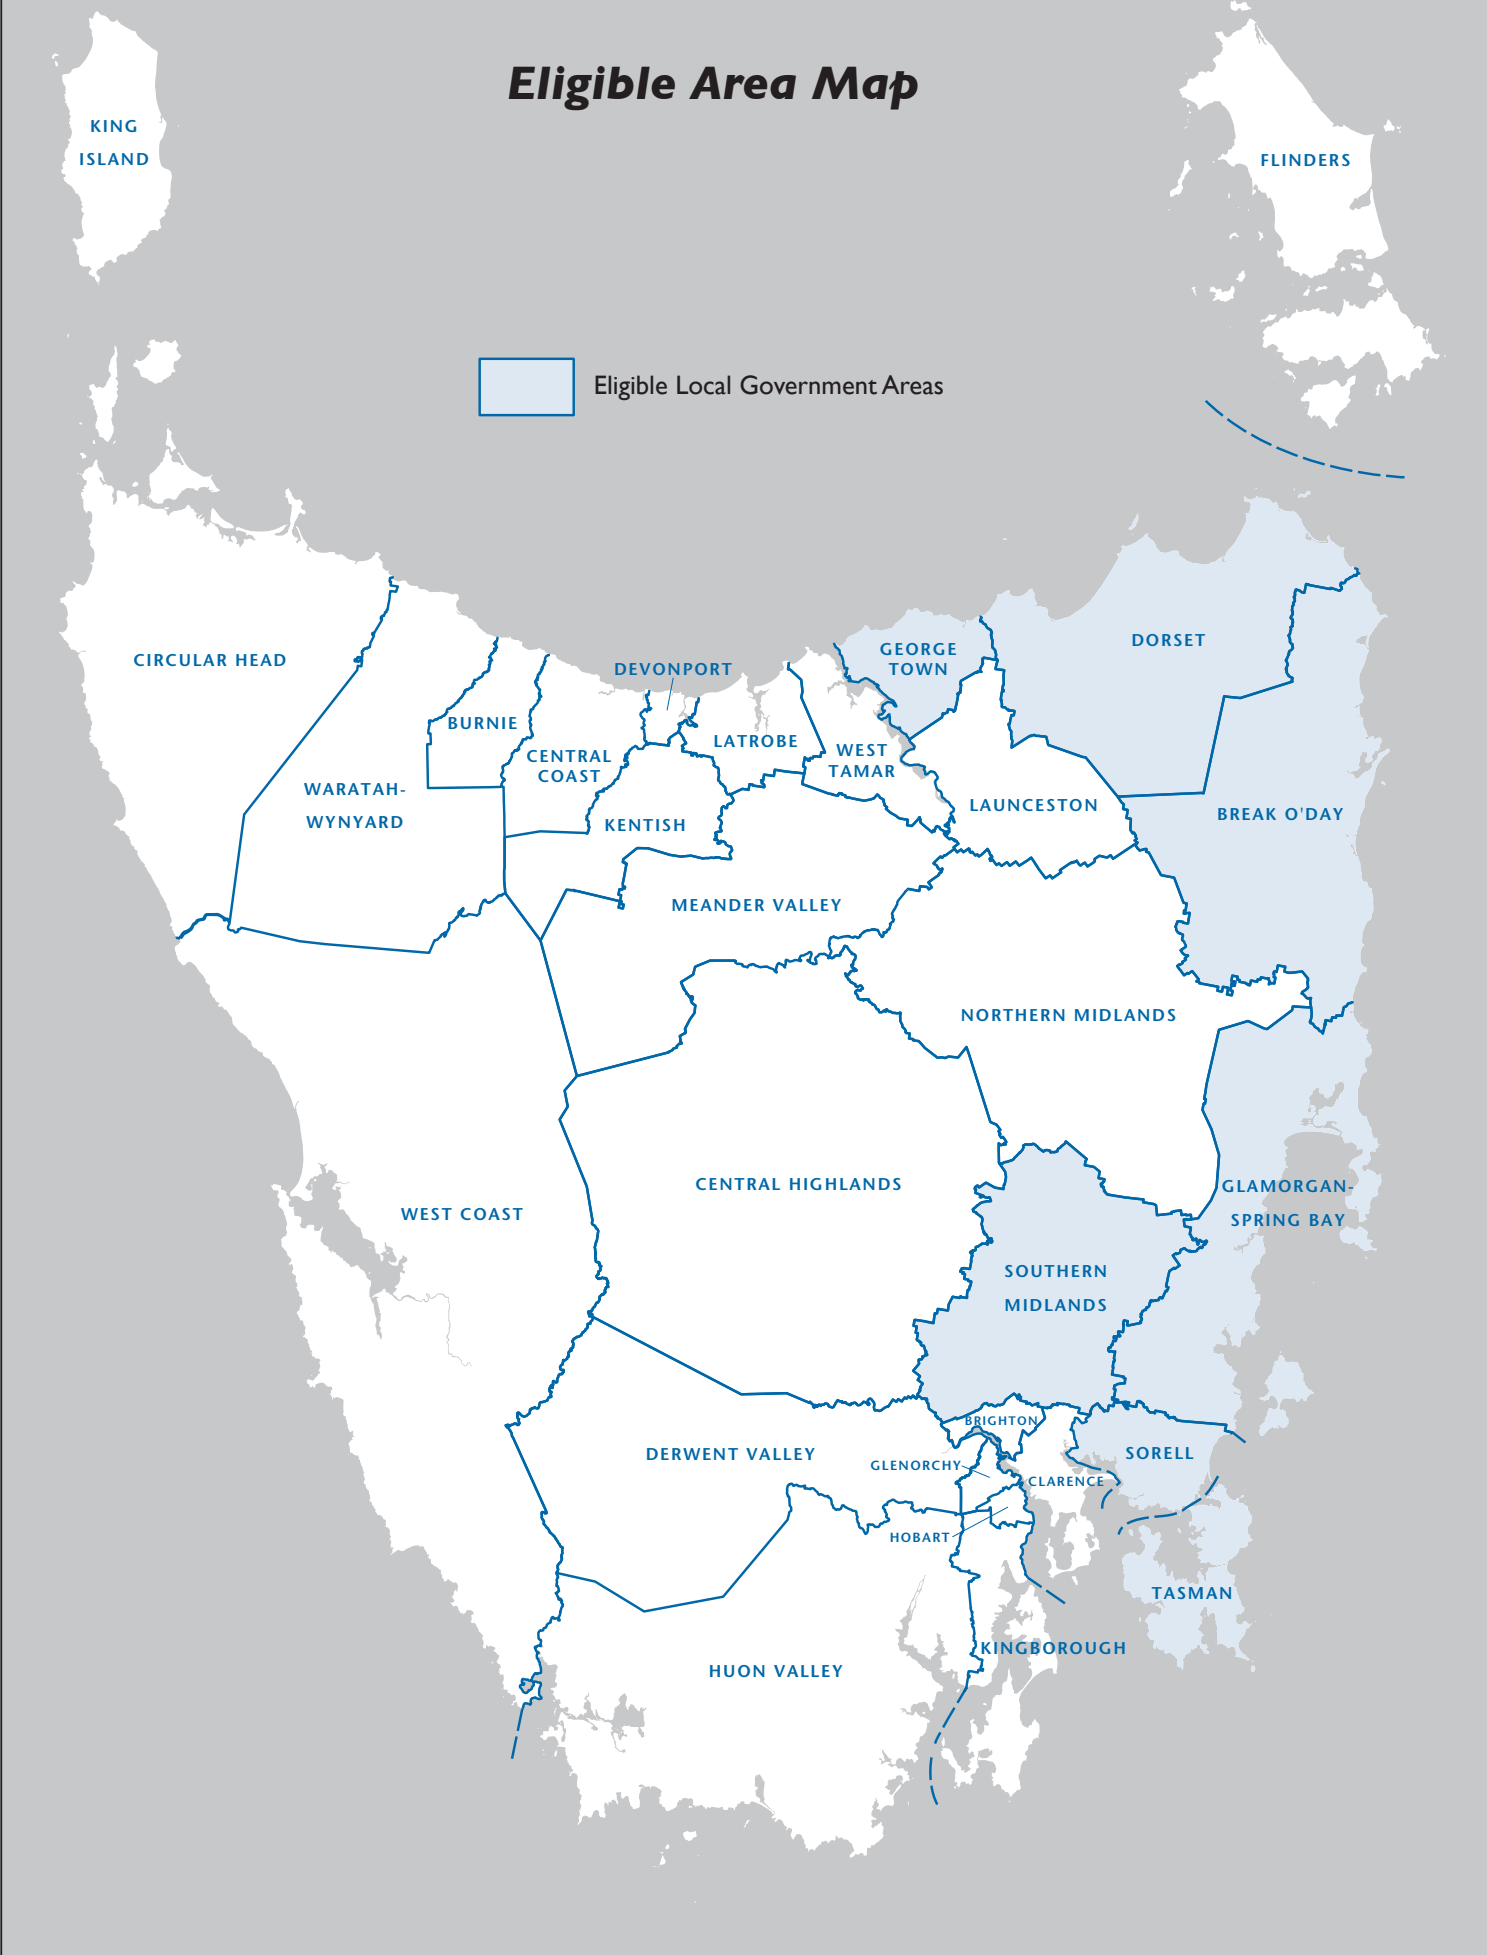 Eligible Area Map
KING
ISLAND
FLINDERS
Eligible Local Government Areas
CIRCULAR HEAD
DEVONPORT
GEORGE
TOWN
DORSET
BURNIE
CENTRAL
COAST
LATROBE
WEST
TAMAR
WARATAH-
WYNYARD
KENTISH
LAUNCESTON
BREAK O'DAY
MEANDER VALLEY
NORTHERN MIDLANDS
CENTRAL HIGHLANDS
GLAMORGAN-
SPRING BAY
WEST COAST
SOUTHERN
MIDLANDS
BRIGHTON
DERWENT VALLEY
SORELL
GLENORCHY
CLARENCE
HOBART
TASMAN
KINGBOROUGH
HUON VALLEY